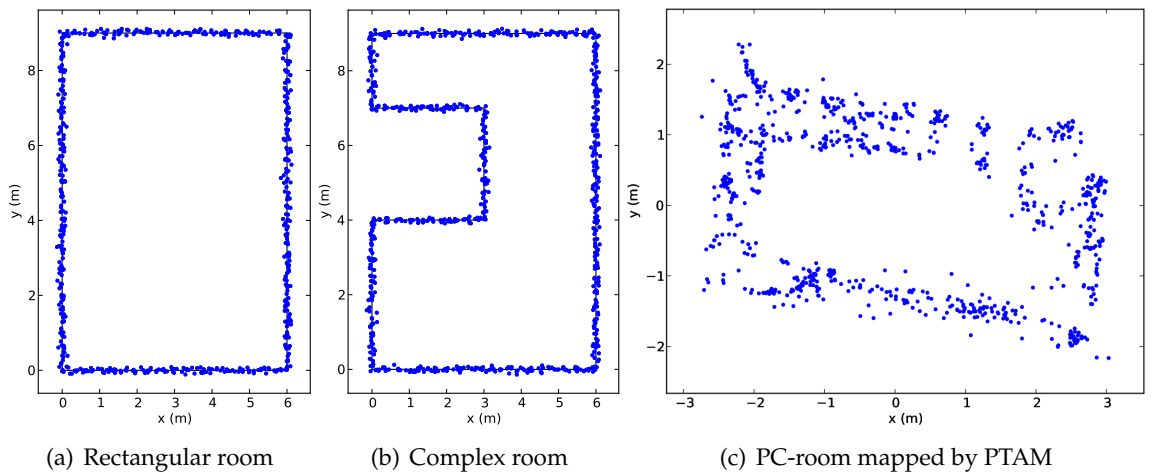 8
6
4
2
0
y (m)
0 1 2 3 4 5 6
x (m)
8
6
4
2
0
y (m)
0 1 2 3 4 5 6
x (m)
2
1
0
−1
−2
y (m)
−3 −2 −1 0 1 2 3
x (m)
(a) Rectangular room
(b) Complex room
(c) PC-room mapped by PTAM